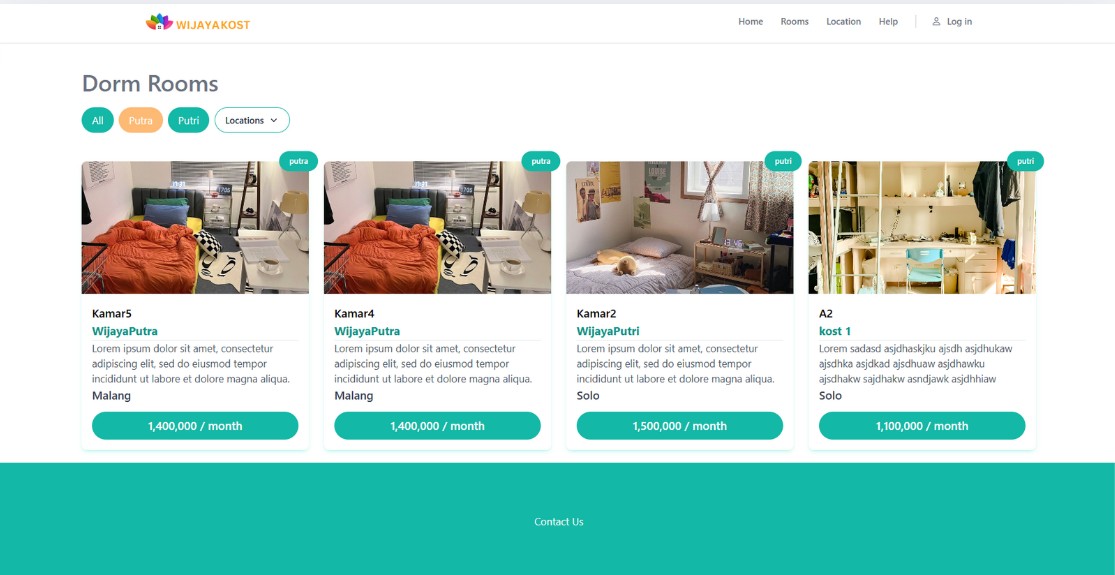 WIJAYAKOST
Home Rooms Location Help Log in
Dorm Rooms
All Putra Putri Locations
putra putra putri putri
Kamar5
WijayaPutra
Lorem ipsum dolor sit amet, consectetur
adipiscing elit, sed do eiusmod tempor
incididunt ut labore et dolore magna aliqua.
Malang
1,400,000 / month
Kamar4
WijayaPutra
Lorem ipsum dolor sit amet, consectetur
adipiscing elit, sed do eiusmod tempor
incididunt ut labore et dolore magna aliqua.
Malang
1,400,000 / month
Kamar2
WijayaPutri
Lorem ipsum dolor sit amet, consectetur
adipiscing elit, sed do eiusmod tempor
incididunt ut labore et dolore magna aliqua.
Solo
1,500,000 / month
A2
kost 1
Lorem sadasd asjdhaskjku ajsdh asjdhukaw
ajsdhka asjdkad ajsdhuaw asjdhawku
ajsdhakw sajdhakw asndjawk asjdhhiaw
Solo
1,100,000 / month
Contact Us